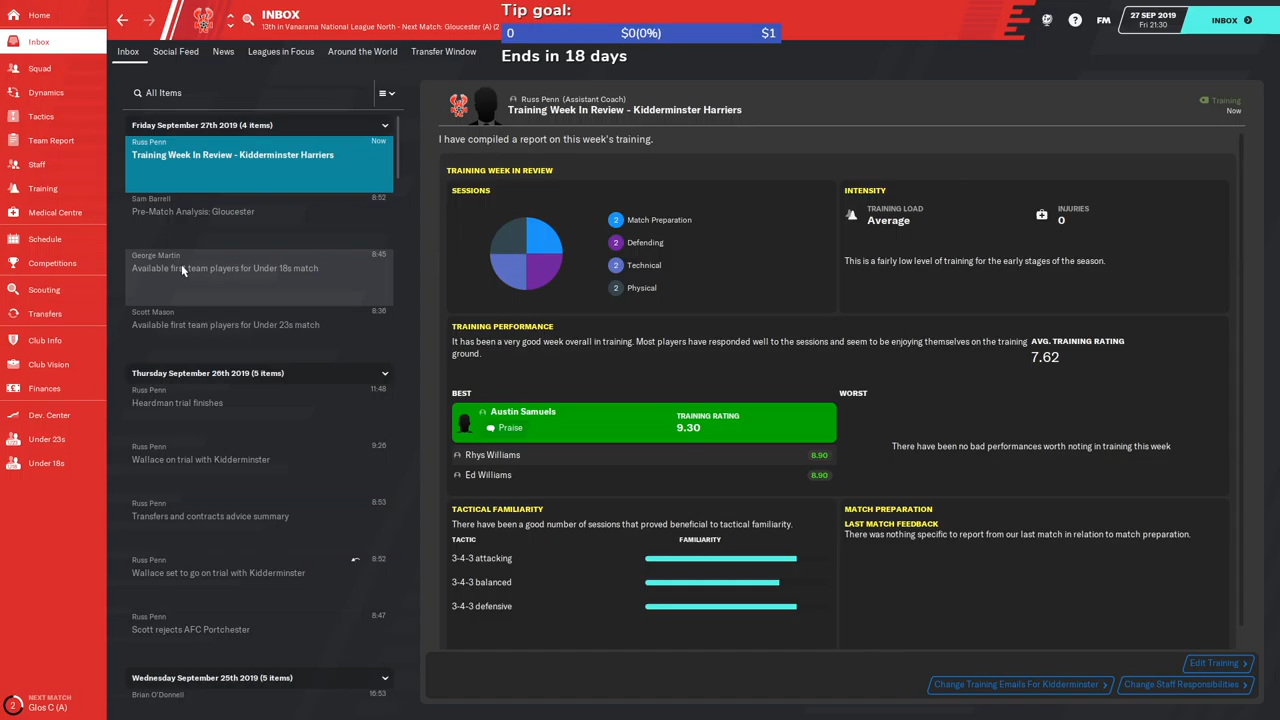 Home
Inbox
Squad
Dynamics
Tactics
Team Report
Staff
Training
Medical Centre
Schedule
Competitions
Scouting
Transfers
Club Info
Club Vision
Finances
Dev. Center
Under 23s
Under 18s
2
NEXT MATCH
Glos C (A)
INBOX
13th in Vanarama National League North - Next Match: Gloucester (A) (2
Tip goal:
0 $0(0%) $1
Ends in 18 days
FM
27 SEP 2019
Fri 21:30
INBOX
Inbox Social Feed News Leagues in Focus Around the World Transfer Window
All Items
Friday September 27th 2019 (4 items)
Russ Penn Now
Training Week In Review - Kidderminster Harriers
Sam Barrell 8:52
Pre-Match Analysis: Gloucester
George Martin 8:45
Available first team players for Under 18s match
Scott Mason 8:36
Available first team players for Under 23s match
Thursday September 26th 2019 (5 items)
Russ Penn 11:48
Heardman trial finishes
Russ Penn 9:26
Wallace on trial with Kidderminster
Russ Penn 8:53
Transfers and contracts advice summary
Russ Penn 8:52
Wallace set to go on trial with Kidderminster
Russ Penn 8:47
Scott rejects AFC Portchester
Wednesday September 25th 2019 (5 items)
Brian O'Donnell 16:53
Russ Penn (Assistant Coach)
Training Week In Review - Kidderminster Harriers
Training
Now
I have compiled a report on this week's training.
TRAINING WEEK IN REVIEW
SESSIONS
2 Match Preparation
2 Defending
2 Technical
2 Physical
INTENSITY
TRAINING LOAD
Average
INJURIES
0
This is a fairly low level of training for the early stages of the season.
TRAINING PERFORMANCE
It has been a very good week overall in training. Most players have responded well to the sessions and seem to be enjoying themselves on the training
ground.
AVG. TRAINING RATING
7.62
BEST
Austin Samuels
Praise
TRAINING RATING
9.30
Rhys Williams 8.90
Ed Williams 8.90
WORST
There have been no bad performances worth noting in training this week
TACTICAL FAMILIARITY
There have been a good number of sessions that proved beneficial to tactical familiarity.
TACTIC FAMILIARITY
3-4-3 attacking
3-4-3 balanced
3-4-3 defensive
MATCH PREPARATION
LAST MATCH FEEDBACK
There was nothing specific to report from our last match in relation to match preparation.
Edit Training
Change Training Emails For Kidderminster
Change Staff Responsibilities